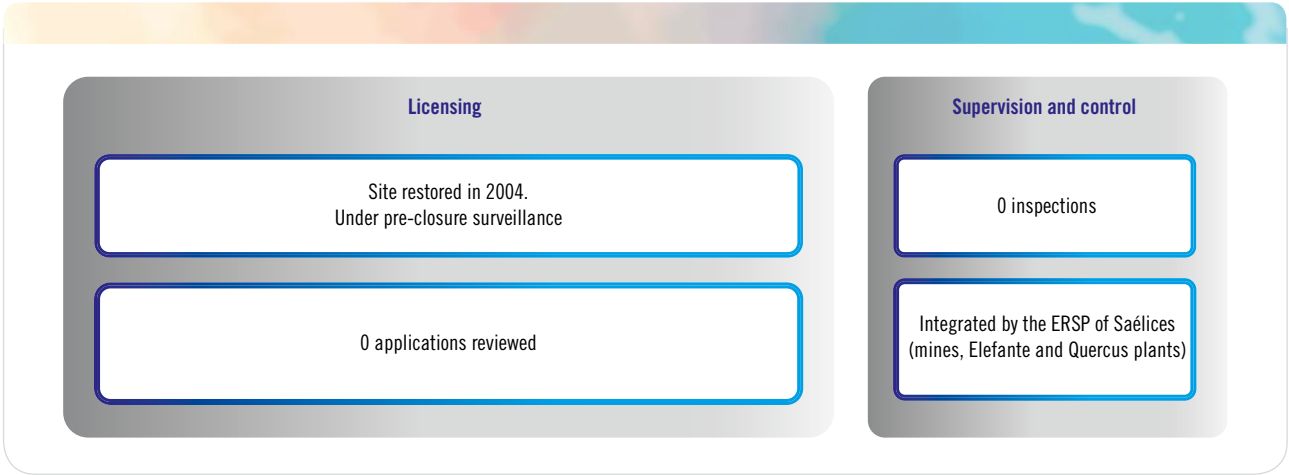 Licensing
Site restored in 2004.
Under pre-closure surveillance
0 applications reviewed
Supervision and control
0 inspections
Integrated by the ERSP of Saélices
(mines, Elefante and Quercus plants)